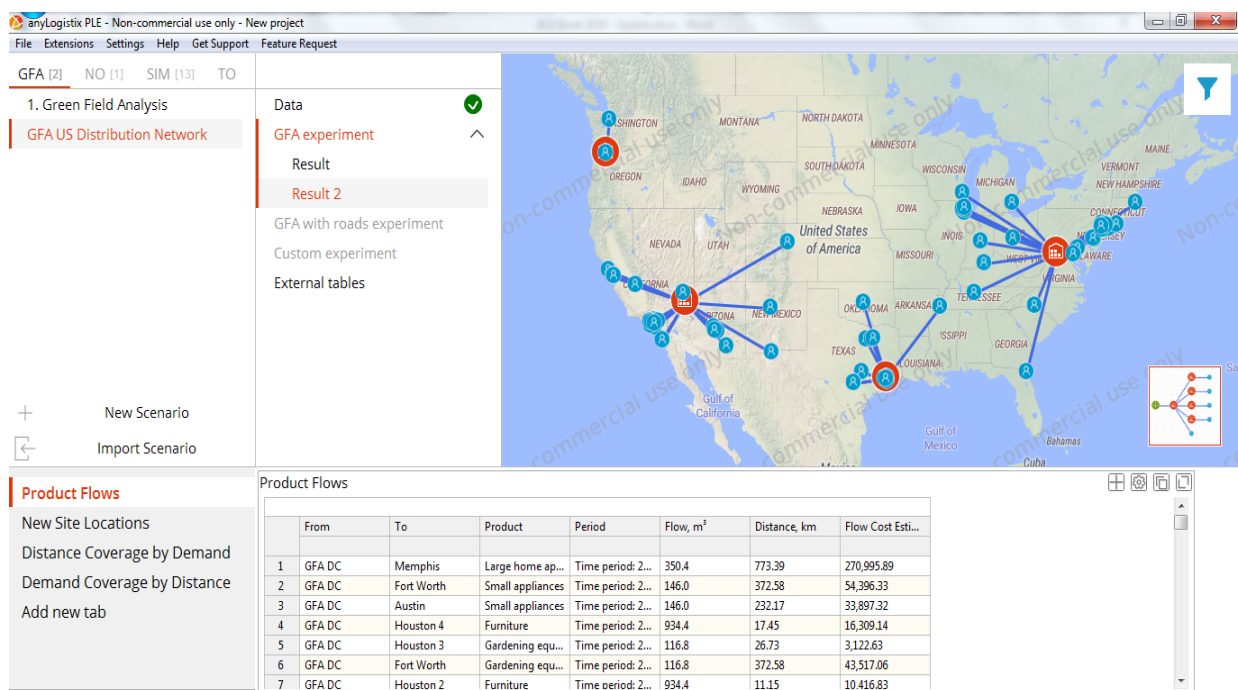 anyLogistix PLE - Non-commercial use only - New project
File Extensions Settings Help Get Support Feature Request
GFA [2] NO [1] SIM [13] TO
1. Green Field Analysis
GFA US Distribution Network
New Scenario
Import Scenario
Data
GFA experiment
Result
Result 2
GFA with roads experiment
Custom experiment
External tables
SHINGTON
MONTANA
NORTH DAKOTA
MINNESOTA
MAINE
OREGON
IDAHO
SOUTH DAKOTA
WISCONSIN
MICHIGAN
VERMONT
NEW HAMPSHIRE
WYOMING
NEBRASKA
IOWA
CONNECTICUT
NEVADA
UTAH
United States
of America
MISSOURI
VIRGINIA
NEW MEXICO
ARKANSA
TEXAS
LOUISIANA
GEORGIA
Gulf of
California
Gulf of
Mexico
Bahamas
Cuba
Non-commercial use only
Product Flows
New Site Locations
Distance Coverage by Demand
Demand Coverage by Distance
Add new tab
Product Flows
From To Product Period Flow, m³ Distance, km Flow Cost Esti...
1 GFA DC Memphis Large home ap... Time period: 2... 350.4 773.39 270,995.89
2 GFA DC Fort Worth Small appliances Time period: 2... 146.0 372.58 54,396.33
3 GFA DC Austin Small appliances Time period: 2... 146.0 232.17 33,897.32
4 GFA DC Houston 4 Furniture Time period: 2... 934.4 17.45 16,309.14
5 GFA DC Houston 3 Gardening equ... Time period: 2... 116.8 26.73 3,122.63
6 GFA DC Fort Worth Gardening equ... Time period: 2... 116.8 372.58 43,517.06
7 GFA DC Houston 2 Furniture Time period: 2... 934.4 11.15 10,416.83